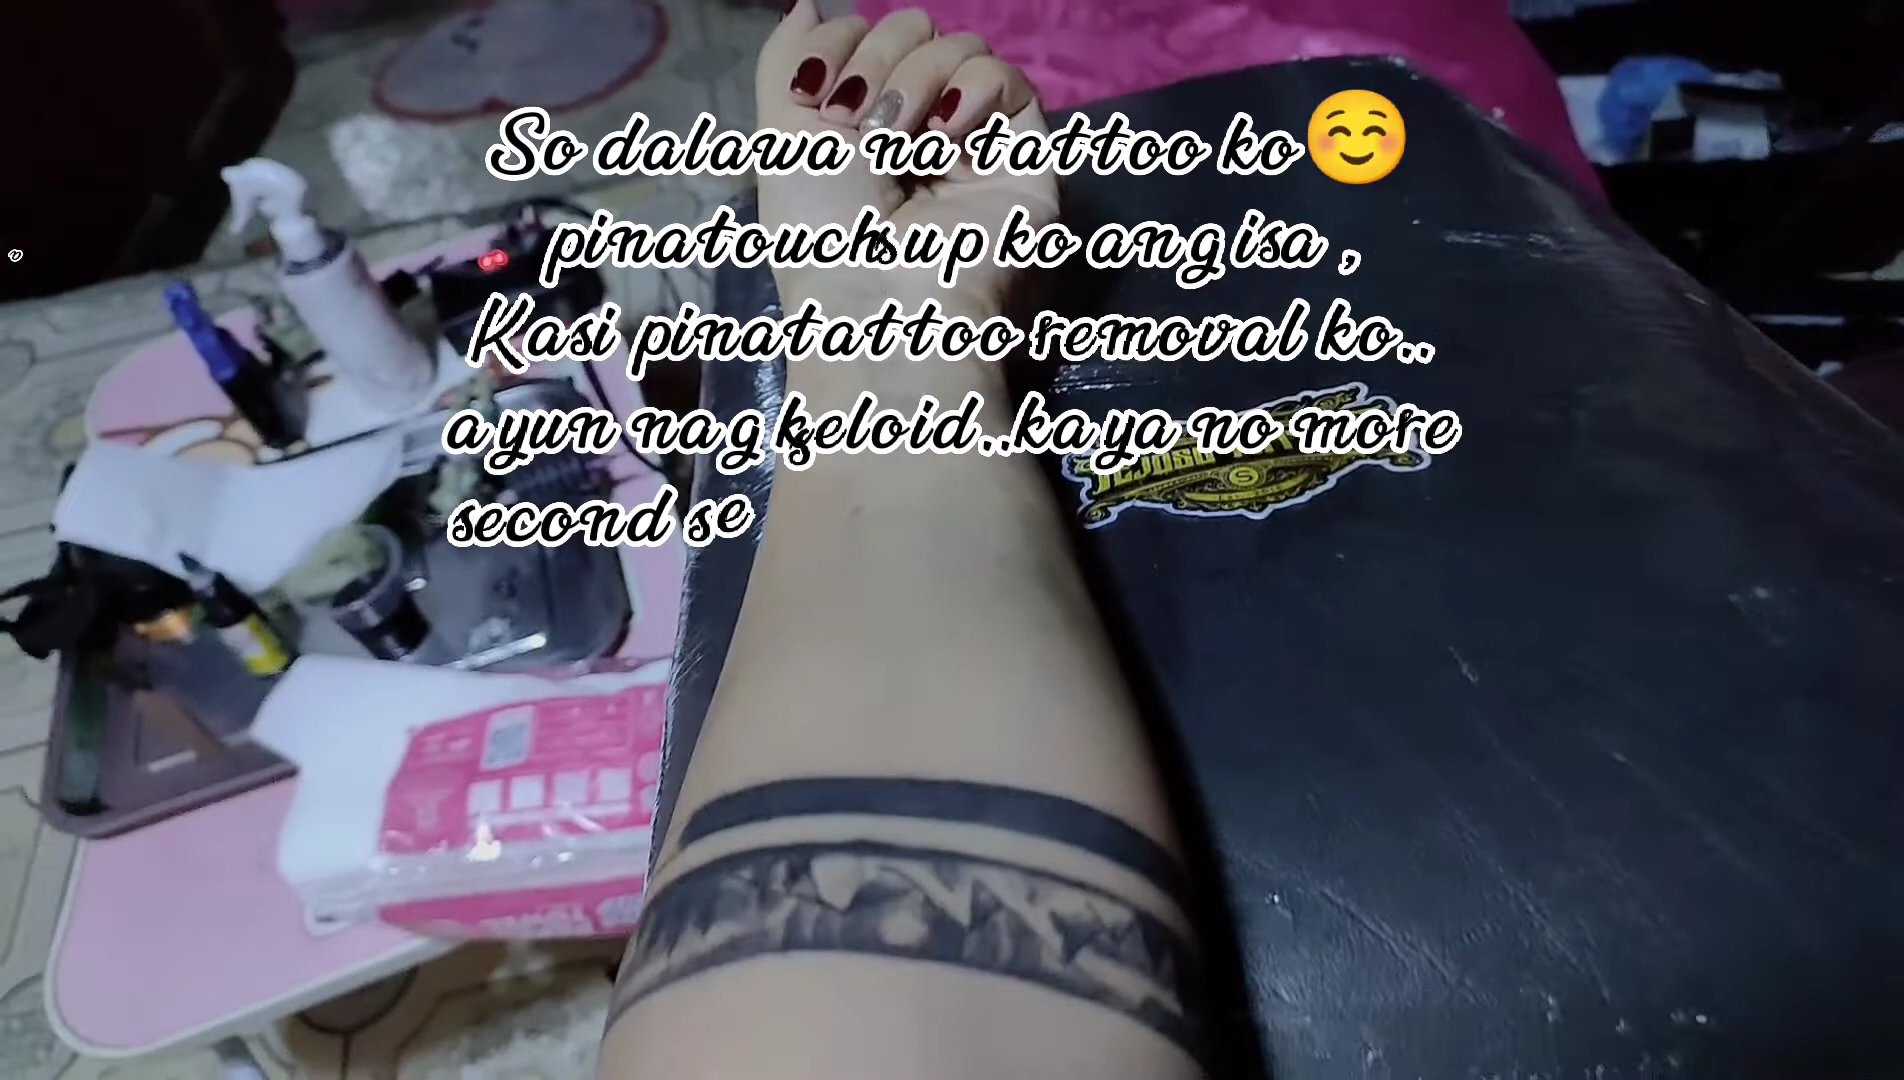 So dalawa na tattoo ko☺️
pinatouchsup ko ang isa ,
Kasi pinatattoo removal ko..
ayun nag keloid..kaya no more
second se